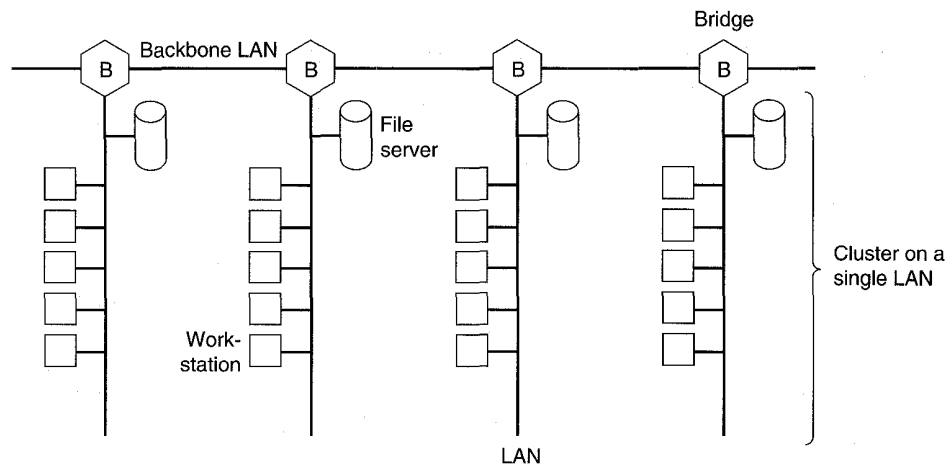 Bridge
Backbone LAN
B
B
B
B
File
server
Cluster on a
single LAN
Work-
station
LAN